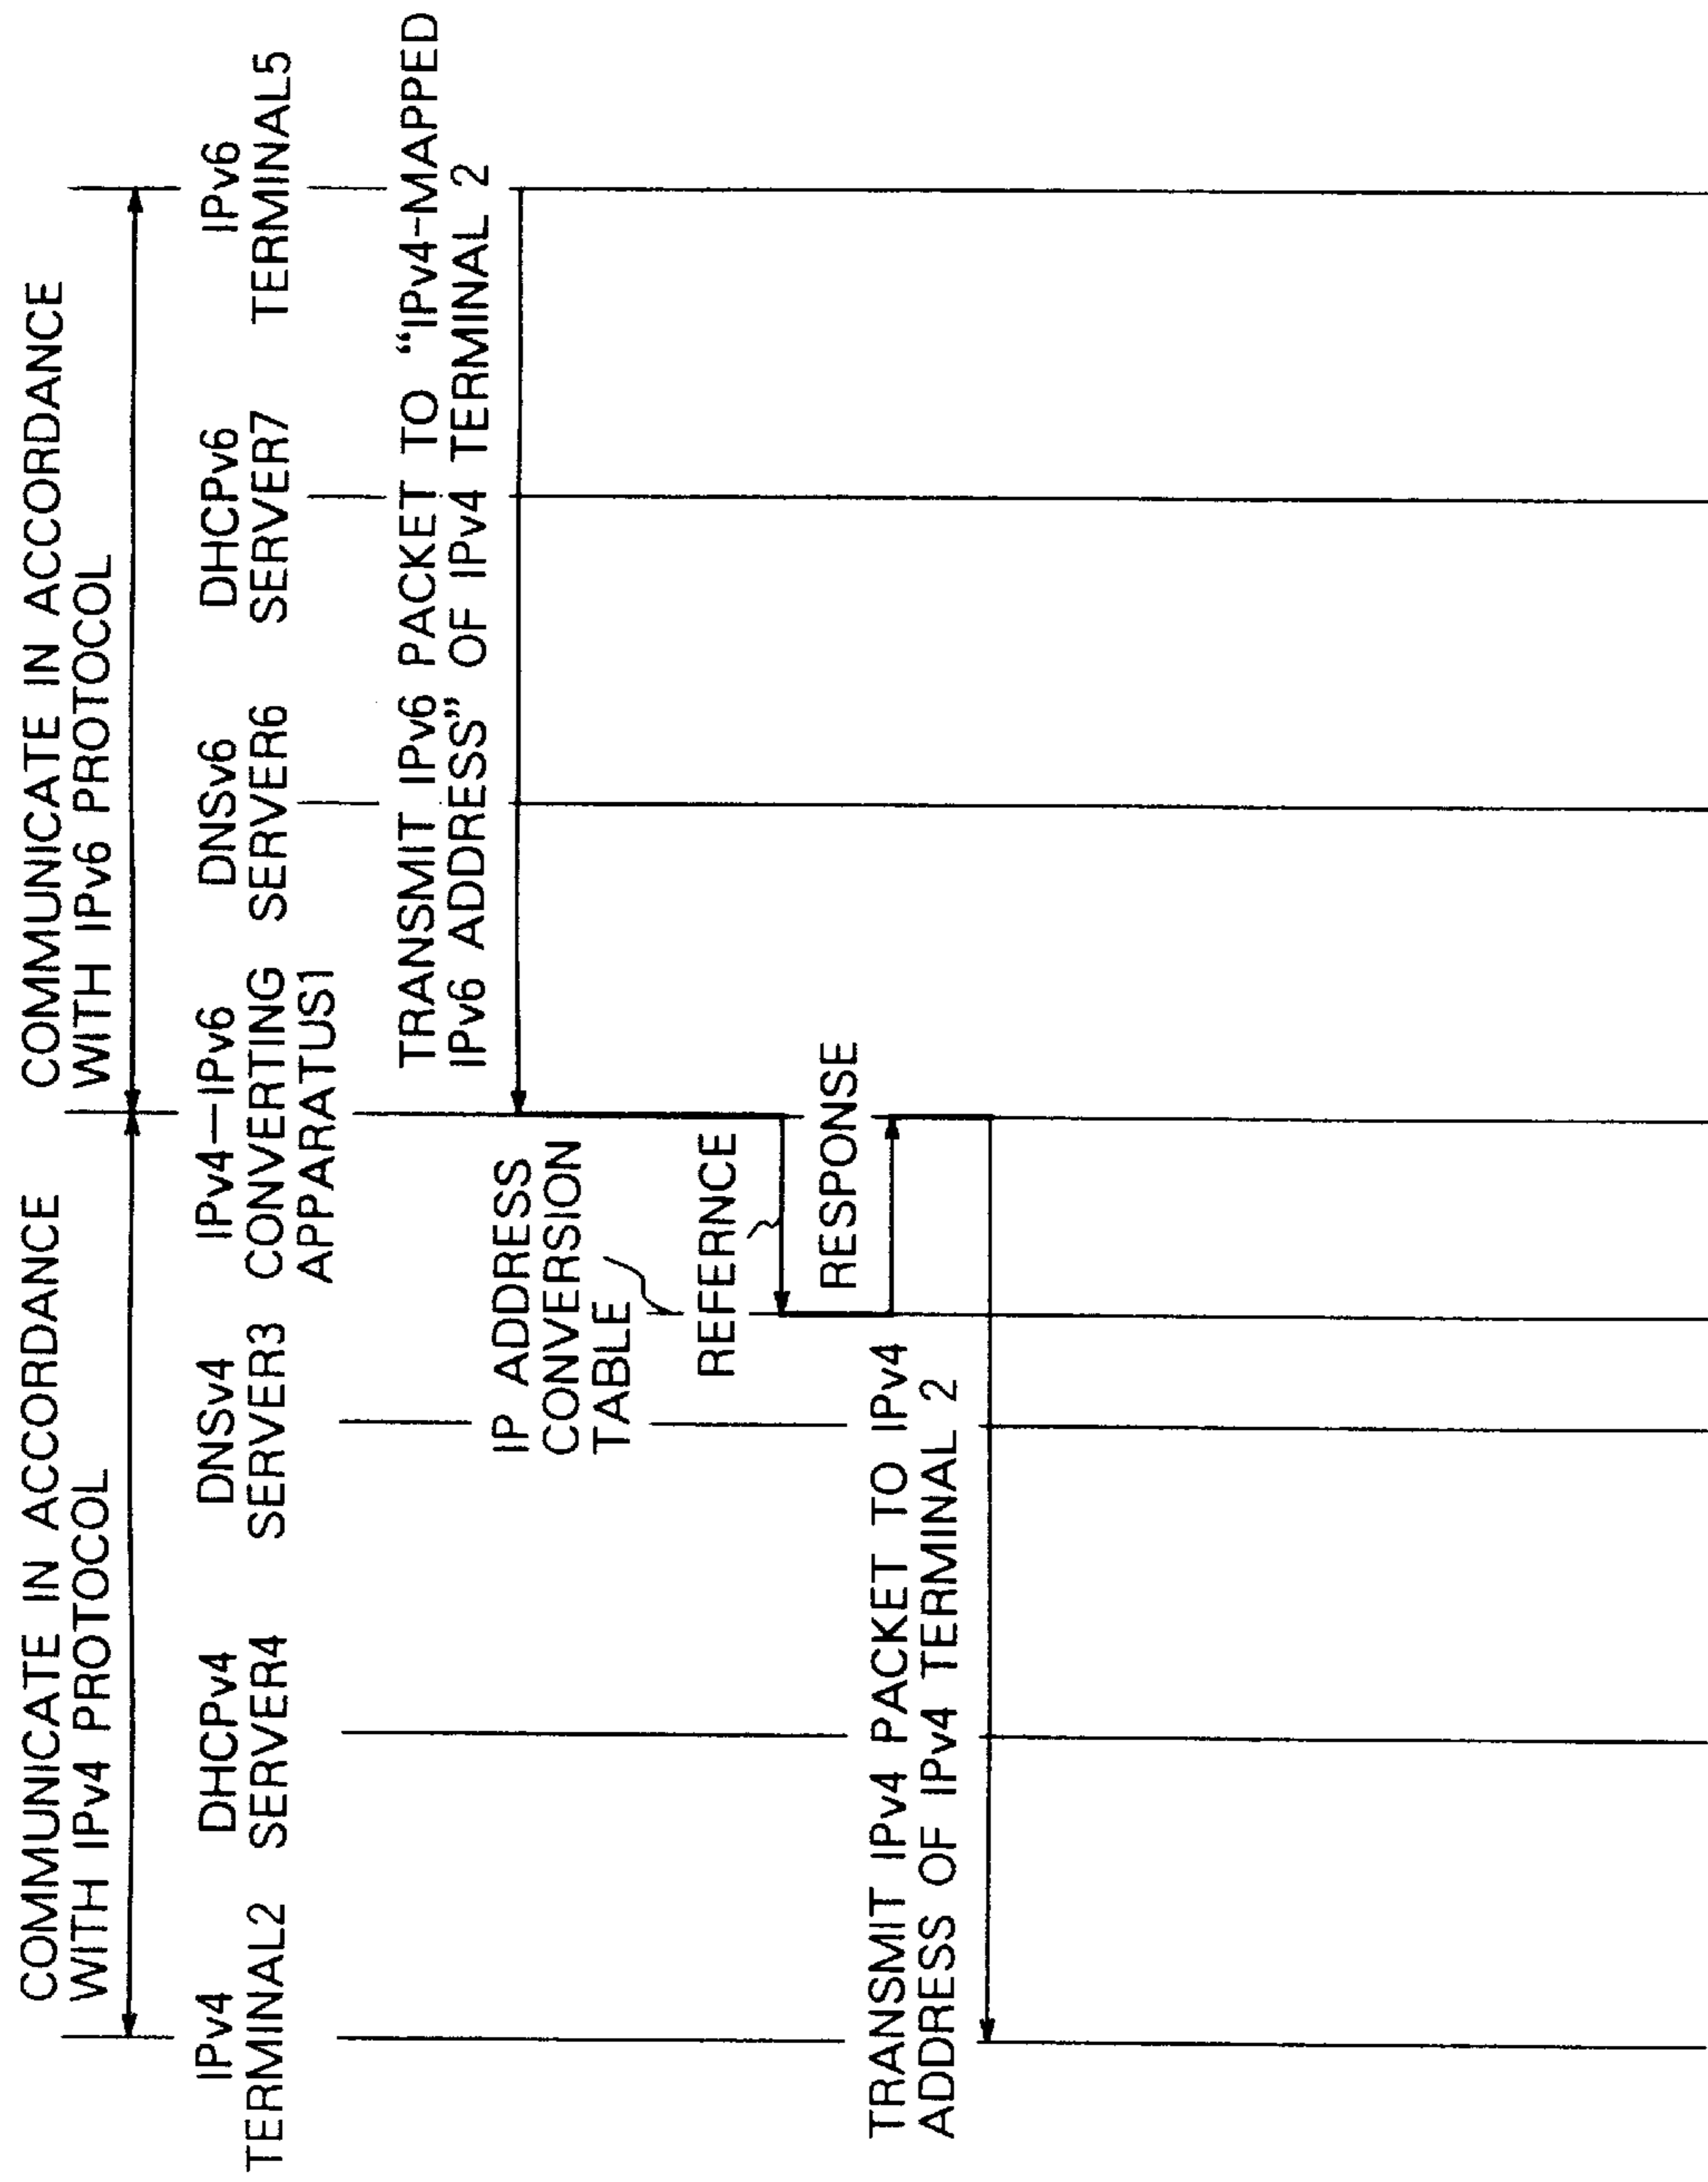 COMMUNICATE IN ACCORDANCE
WITH IPv4 PROTOCOL
COMMUNICATE IN ACCORDANCE
WITH IPv6 PROTOCOL
IPv4
TERMINAL2
DHCPv4
SERVER4
DNSv4
SERVER3
IPv4-IPv6
CONVERTING
APPARATUS1
DNSv6
SERVER6
DHCPv6
SERVER7
IPv6
TERMINAL5
TRANSMIT IPv6 PACKET TO "IPv4-MAPPED
IPv6 ADDRESS" OF IPv4 TERMINAL 2
IP ADDRESS
CONVERSION
TABLE
REFERNCE
RESPONSE
TRANSMIT IPv4 PACKET TO IPv4
ADDRESS OF IPv4 TERMINAL 2